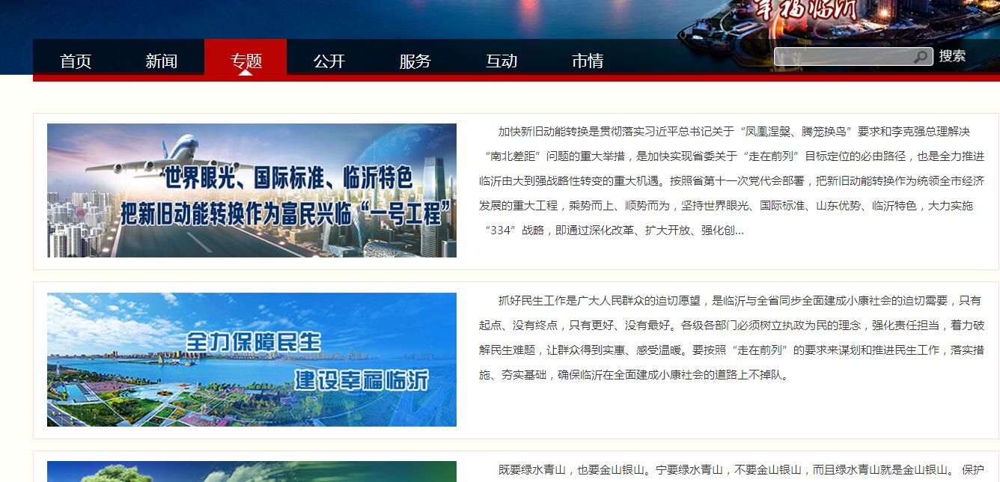 幸福临沂
首页 新闻 专题 公开 服务 互动 市情 搜索
世界眼光、国际标准、临沂特色
把新旧动能转换作为富民兴临“一号工程”
加快新旧动能转换是贯彻落实习近平总书记关于“凤凰涅槃、腾笼换鸟”要求和李克强总理解决
“南北差距”问题的重大举措，是加快实现省委关于“走在前列”目标定位的必由路径，也是全力推进
临沂由大到强战略性转变的重大机遇。按照省第十一次党代会部署，把新旧动能转换作为统领全市经济
发展的重大工程，乘势而上、顺势而为，坚持世界眼光、国际标准、山东优势、临沂特色，大力实施
“334”战略，即通过深化改革、扩大开放、强化创...
全力保障民生
建设幸福临沂
抓好民生工作是广大人民群众的迫切愿望，是临沂与全省同步全面建成小康社会的迫切需要，只有
起点、没有终点，只有更好、没有最好。各级各部门必须树立执政为民的理念，强化责任担当，着力破
解民生难题，让群众得到实惠、感受温暖。要按照“走在前列”的要求来谋划和推进民生工作，落实措
施、夯实基础，确保临沂在全面建成小康社会的道路上不掉队。
既要绿水青山，也要金山银山。宁要绿水青山，不要金山银山，而且绿水青山就是金山银山。 保护